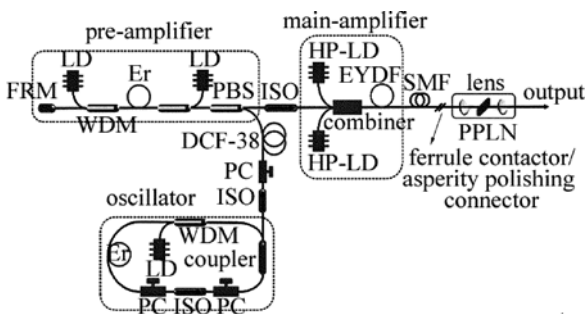 pre-amplifier
main-amplifier
LD
Er
LD
HP-LD
EYDF
SMF
lens
FRM
WDM
PBS
ISO
combiner
output
PPLN
DCF-38
HP-LD
ferrule contactor/
asperity polishing
connector
PC
ISO
oscillator
WDM
Er
LD
coupler
PC
ISO
PC